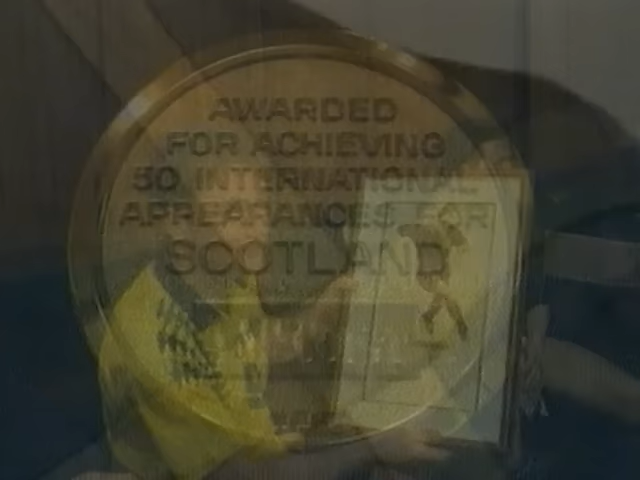 AWARDED
FOR ACHIEVING
50 INTERNATIONAL
APPEARANCES FOR
SCOTLAND